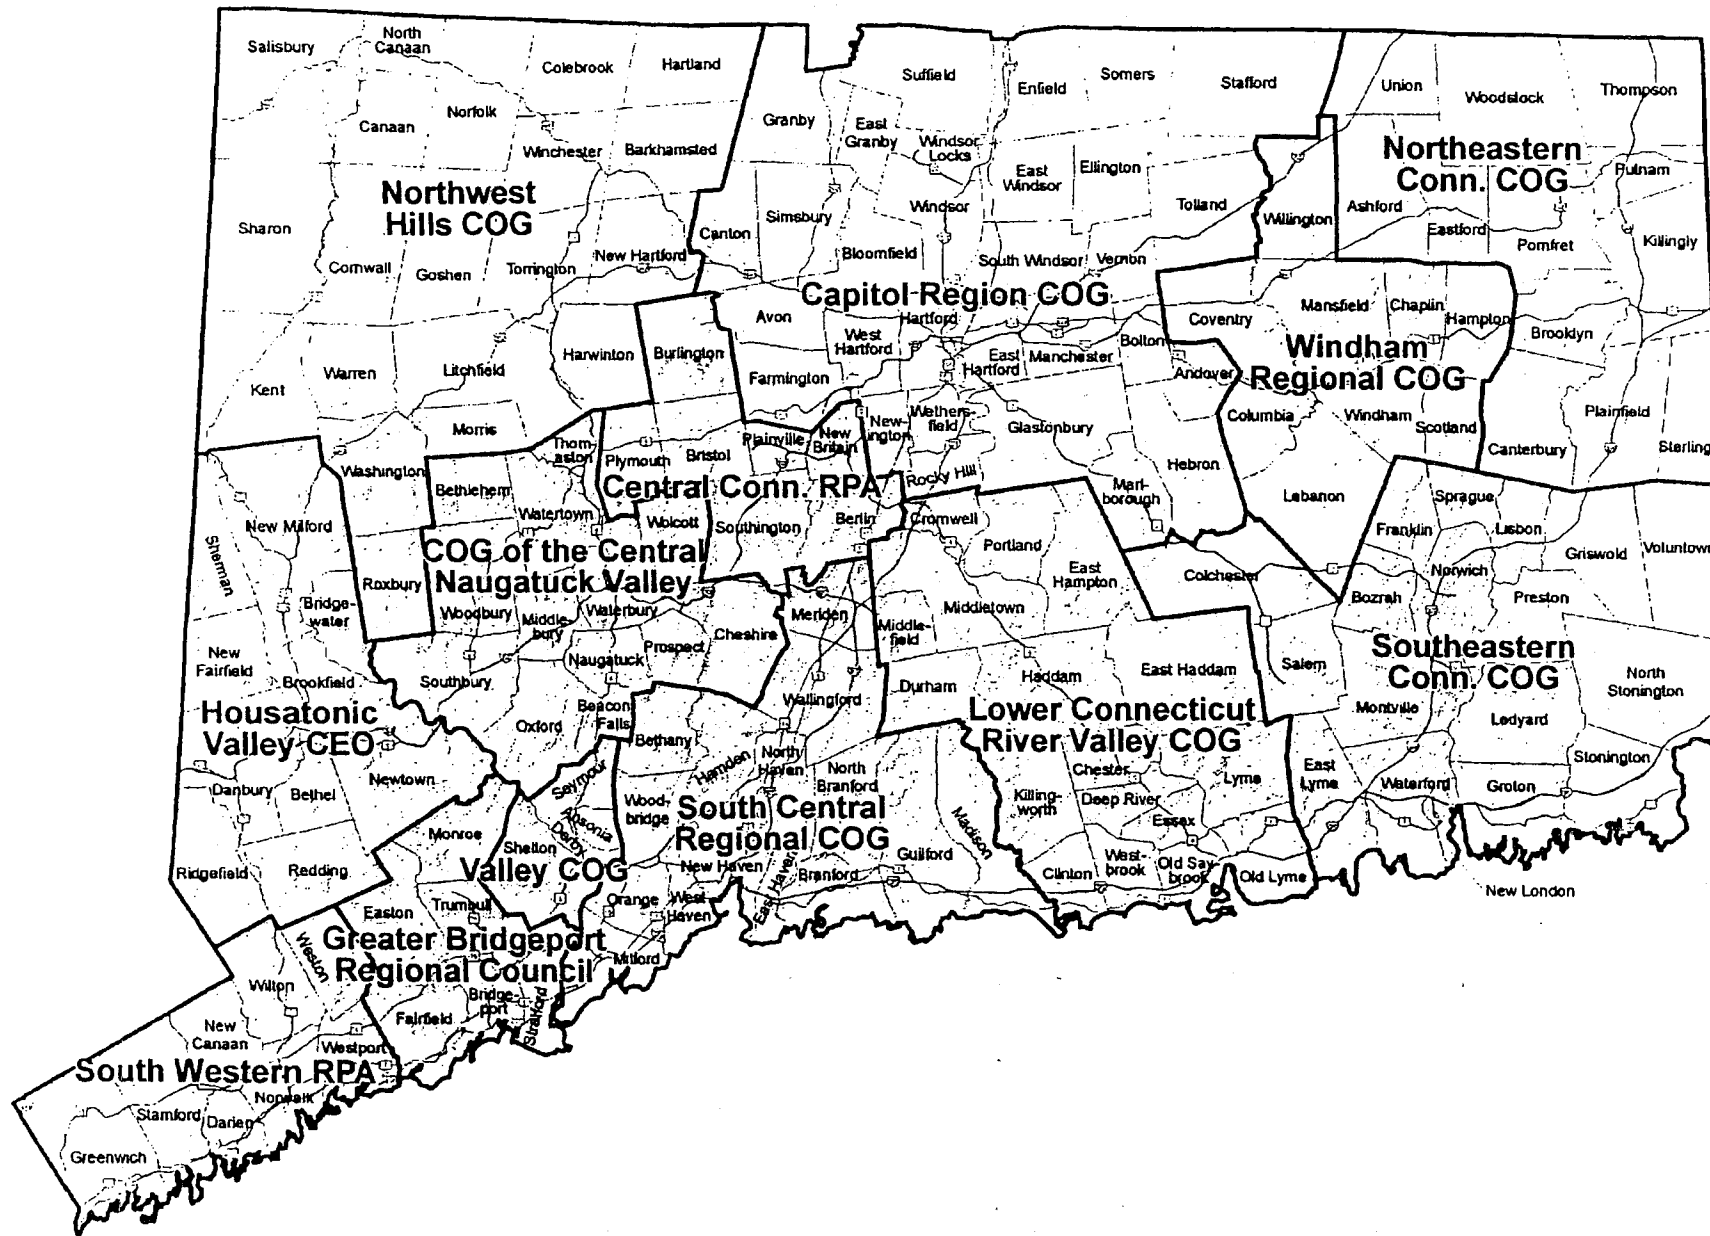 Salisbury
North
Canaan
Colebrook
Hartland
Suffield
Enfield
Somers
Stafford
Union
Woodstock
Thompson
Canaan
Norfolk
Granby
East
Granby
Windsor
Locks
Winchester
Barkhamsted
East
Windsor
Ellington
Northeastern
Conn. COG
Putnam
Northwest
Hills COG
Sharon
Simsbury
Windsor
Tolland
Willington
Ashford
Eastford
Pomfret
Killingly
Canton
Cornwall
Goshen
Torrington
New Hartford
Bloomfield
South Windsor
Vernon
Capitol Region COG
Avon
West
Hartford
Hartford
East
Hartford
Manchester
Bolton
Coventry
Mansfield
Chaplin
Hampton
Brooklyn
Windham
Regional COG
Kent
Warren
Litchfield
Harwinton
Burlington
Farmington
Andover
Columbia
Windham
Scotland
Plainfield
Canterbury
Sterling
Morris
Thom-
aston
Plymouth
Bristol
Plainville
New
Britain
New-
ington
Wethers-
field
Glastonbury
Hebron
Washington
Bethlehem
Watertown
Central Conn. RPA
Wolcott
Southington
Berlin
Rocky Hill
Cromwell
Marl-
borough
Lebanon
Sprague
Franklin
Lisbon
Griswold
Voluntown
New Milford
Sherman
Bridge-
water
Roxbury
COG of the Central
Naugatuck Valley
Woodbury
Middle-
bury
Waterbury
Portland
East
Hampton
Colchester
Norwich
Bozrah
Preston
Meriden
Middle-
field
Middletown
New
Fairfield
Brookfield
Southbury
Naugatuck
Prospect
Cheshire
Wallingford
Durham
Haddam
East Haddam
Salem
Southeastern
Conn. COG
North
Stonington
Housatonic
Valley CEO
Oxford
Beacon
Falls
Bethany
Hamden
North
Haven
North
Branford
Lower Connecticut
River Valley COG
Montville
Ledyard
Stonington
Newtown
Danbury
Bethel
Seymour
Wood-
bridge
South Central
Regional COG
Madison
Killing-
worth
Chester
Deep River
Essex
Lyme
East
Lyme
Waterford
Groton
Monroe
Shelton
Ansonia
Derby
Valley COG
New Haven
East Haven
Branford
Guilford
Clinton
West-
brook
Old Say
brook
Old Lyme
New London
Ridgefield
Redding
Easton
Trumbull
Orange
West
Haven
Greater Bridgeport
Regional Council
Weston
Wilton
Milford
Bridge-
port
Stratford
Fairfield
New
Canaan
Westport
South Western RPA
Norwalk
Stamford
Darien
Greenwich